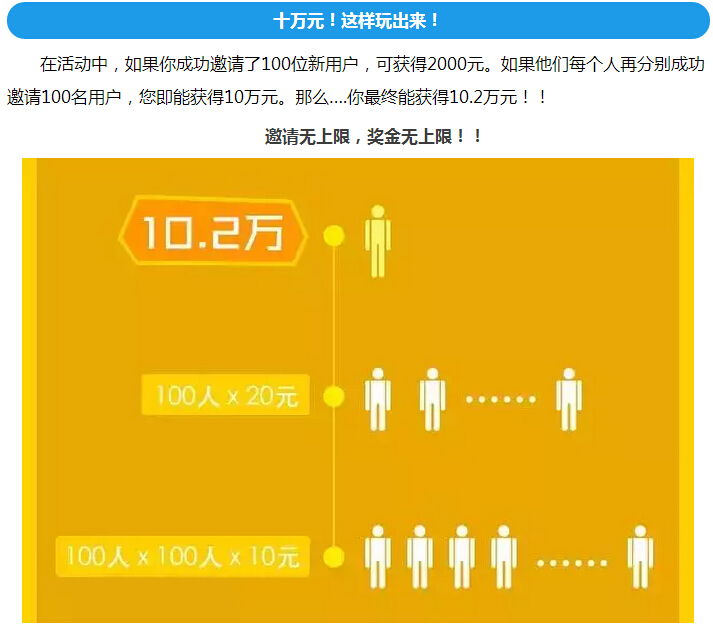 十万元！这样玩出来！
在活动中，如果你成功邀请了100位新用户，可获得2000元。如果他们每个人再分别成功
邀请100名用户，您即能获得10万元。那么....你最终能获得10.2万元！！
邀请无上限，奖金无上限！！
10.2万
100人 x 20元
100人 x 100人 x 10元